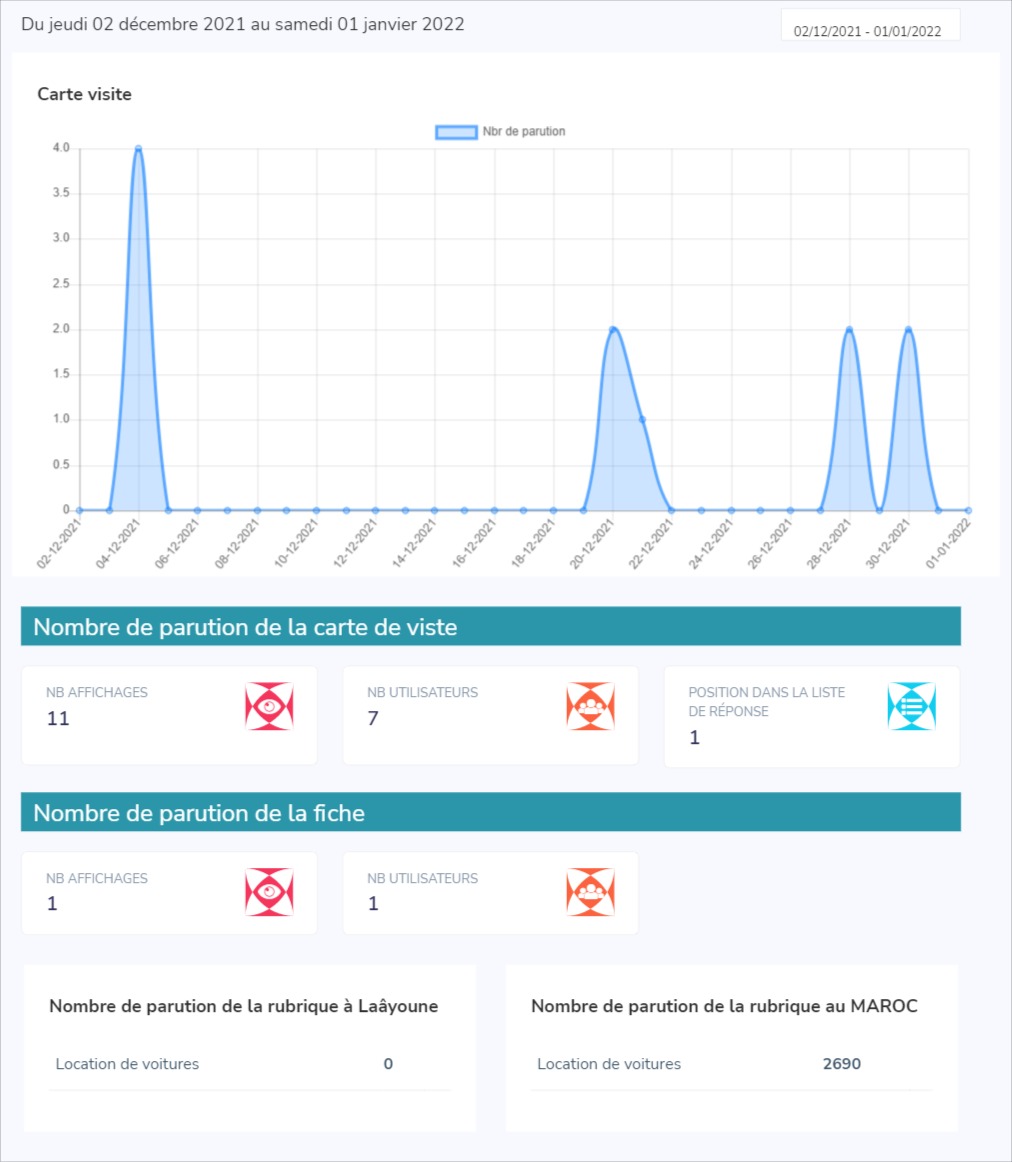 Du jeudi 02 décembre 2021 au samedi 01 janvier 2022
02/12/2021 - 01/01/2022
Carte visite
Nbr de parution
4.0
3.5
3.0
2.5
2.0
1.5
1.0
0.5
0
02-12-2021
04-12-2021
06-12-2021
08-12-2021
10-12-2021
12-12-2021
14-12-2021
16-12-2021
18-12-2021
20-12-2021
22-12-2021
24-12-2021
26-12-2021
28-12-2021
30-12-2021
01-01-2022
Nombre de parution de la carte de viste
NB AFFICHAGES
11
NB UTILISATEURS
7
POSITION DANS LA LISTE
DE RÉPONSE
1
Nombre de parution de la fiche
NB AFFICHAGES
1
NB UTILISATEURS
1
Nombre de parution de la rubrique à Laâyoune
Location de voitures 0
Nombre de parution de la rubrique au MAROC
Location de voitures 2690